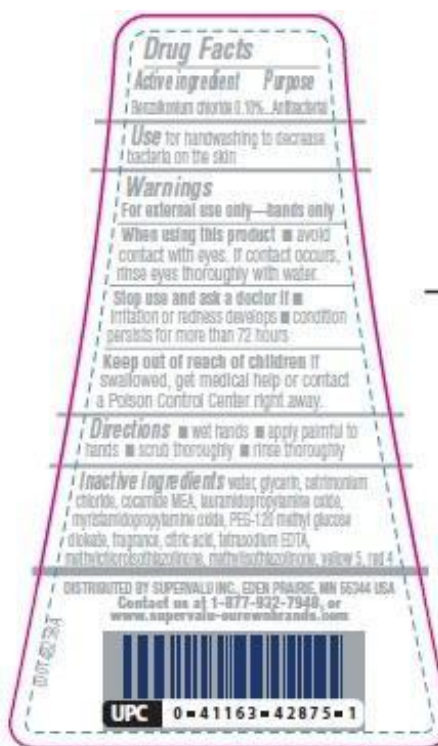 Drug Facts
Active ingredient Purpose
Benzalkonium chloride 0.10%...Antibacterial
Use for handwashing to decrease
bacteria on the skin
Warnings
For external use only—hands only
When using this product ■ avoid
contact with eyes. If contact occurs,
rinse eyes thoroughly with water.
Stop use and ask a doctor if ■
irritation or redness develops ■ condition
persists for more than 72 hours
Keep out of reach of children If
swallowed, get medical help or contact
a Poison Control Center right away.
Directions ■ wet hands ■ apply palmful to
hands ■ scrub thoroughly ■ rinse thoroughly
Inactive ingredients water, glycerin, cetrimonium
chloride, cocamide MEA, lauramidopropylamine oxide,
myristamidopropylamine oxide, PEG-120 methyl glucose
dioleate, fragrance, citric acid, tetrasodium EDTA,
methylchloroisothiazolinone, methylisothiazolinone, yellow 5, red 4
DISTRIBUTED BY SUPERVALU INC., EDEN PRAIRIE, MN 55344 USA
Contact us at 1-877-932-7948, or
www.supervalu-ourownbrands.com
UPC 0-41163-42875-1